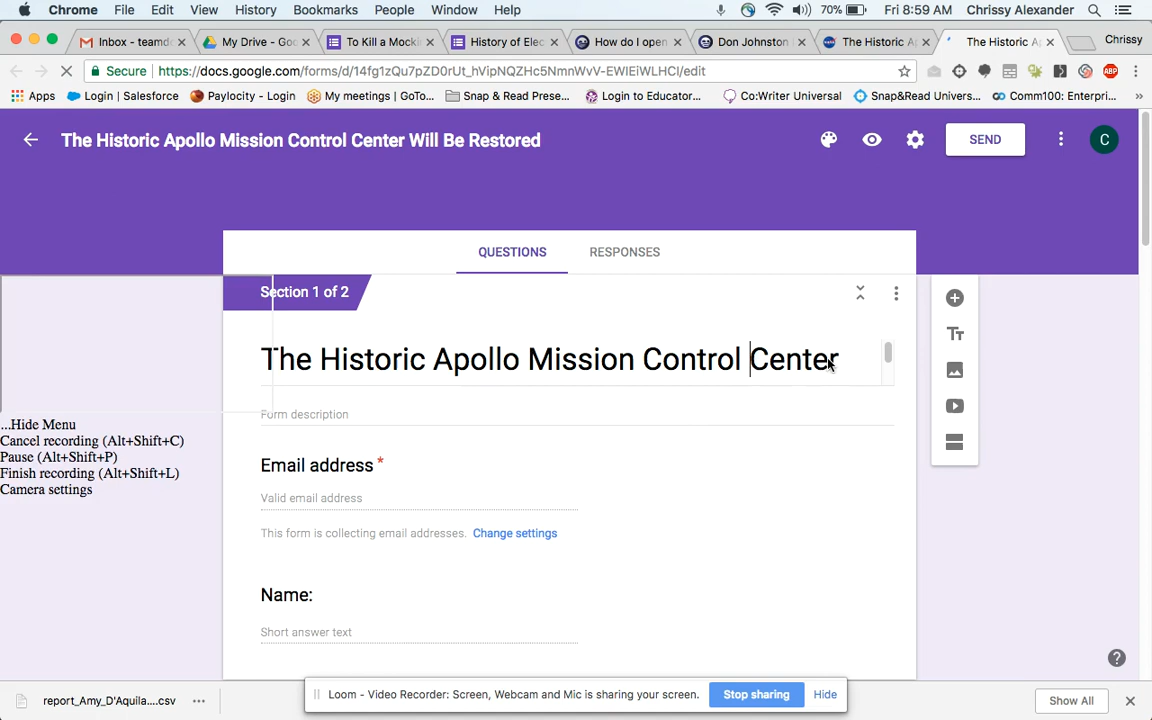 Chrome File Edit View History Bookmarks People Window Help 70% Fri 8:59 AM Chrissy Alexander
Inbox - teamd My Drive - Goo To Kill a Mocki History of Elec How do I open Don Johnston The Historic A The Historic A Chrissy
Secure https://docs.google.com/forms/d/14fg1zQu7pZD0rUt_hVipNQZHc5NmnWvV-EWIEiWLHCI/edit ABP
Apps Login | Salesforce Paylocity - Login My meetings | GoTo... Snap & Read Prese... Login to Educator... Co:Writer Universal Snap&Read Univers... Comm100: Enterpri... »
The Historic Apollo Mission Control Center Will Be Restored SEND C
QUESTIONS RESPONSES
Section 1 of 2
The Historic Apollo Mission Control Center
Tт
Form description
...Hide Menu
Cancel recording (Alt+Shift+C)
Pause (Alt+Shift+P)
Finish recording (Alt+Shift+L)
Camera settings
Email address *
Valid email address
This form is collecting email addresses. Change settings
Name:
Short answer text
?
report_Amy_D'Aquila....csv ... Loom - Video Recorder: Screen, Webcam and Mic is sharing your screen. Stop sharing Hide Show All